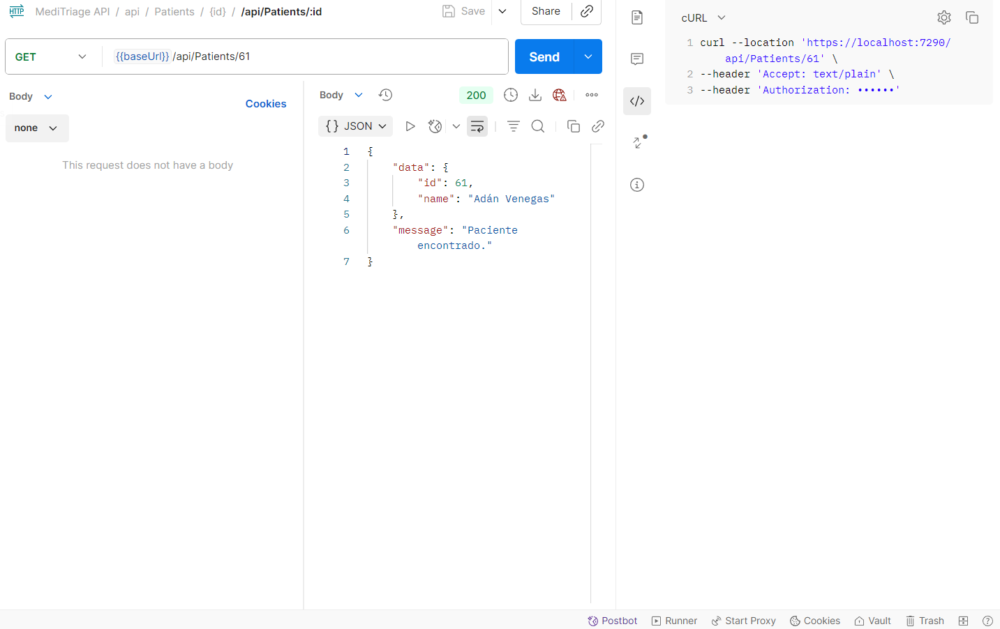 HTTP MediTriage API / api / Patients / {id} / /api/Patients/:id Save Share
GET {{baseUrl}} /api/Patients/61 Send
Body
Cookies
none
This request does not have a body
Body 200
{} JSON
1 {
2 "data": {
3 "id": 61,
4 "name": "Adán Venegas"
5 },
6 "message": "Paciente
encontrado."
7 }
cURL
1 curl --location 'https://localhost:7290/
api/Patients/61' \
2 --header 'Accept: text/plain' \
3 --header 'Authorization: ••••••'
Postbot Runner Start Proxy Cookies Vault Trash